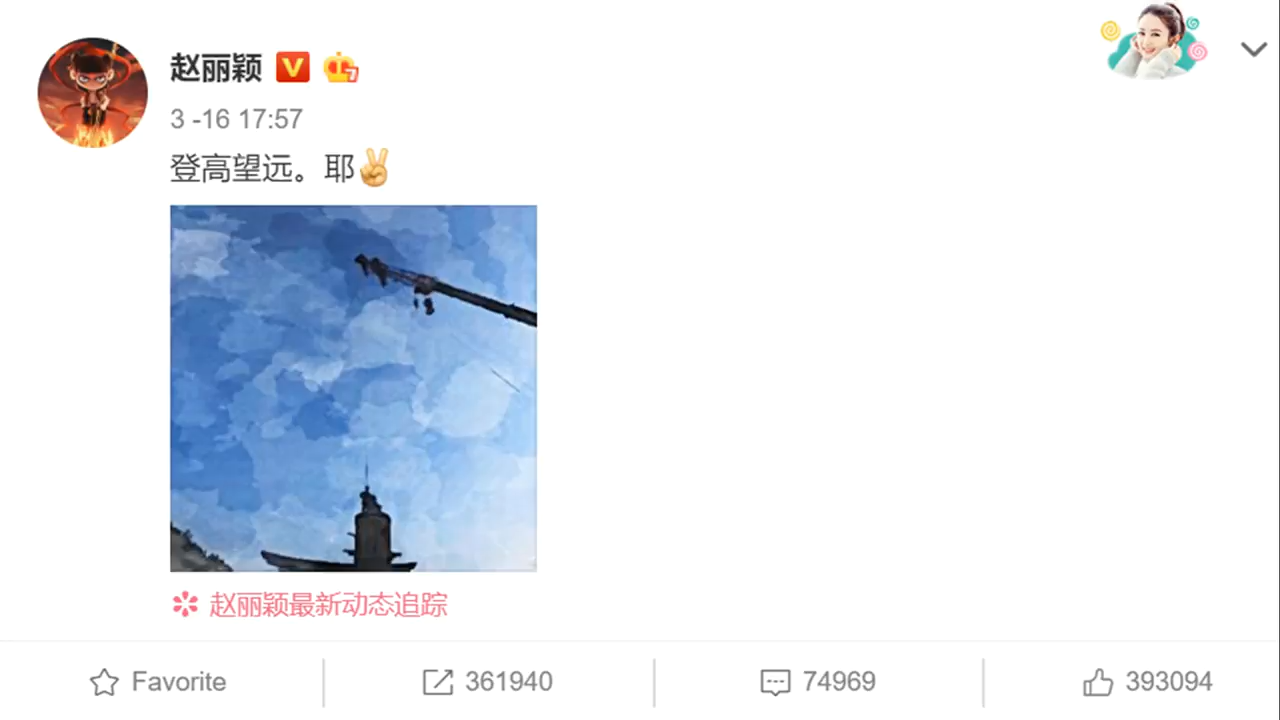 赵丽颖
3 -16 17:57
登高望远。耶✌
赵丽颖最新动态追踪
Favorite
361940
74969
393094